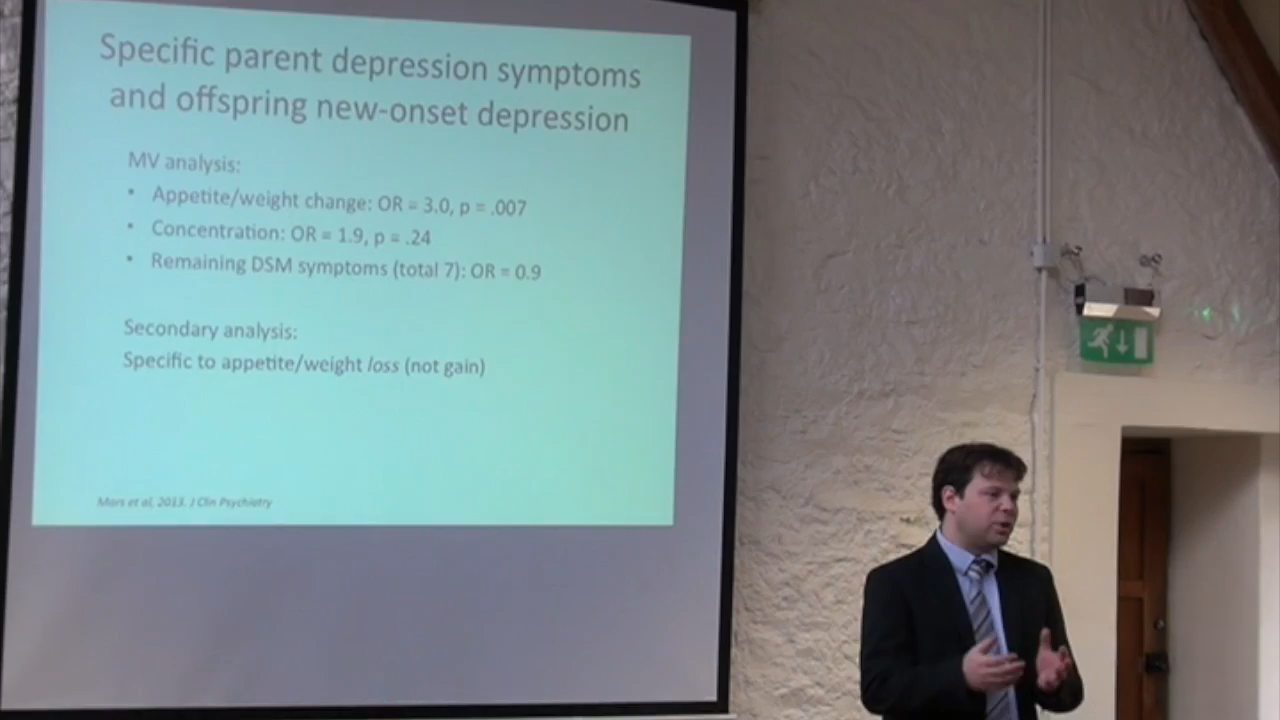 Specific parent depression symptoms
and offspring new-onset depression
MV analysis:
• Appetite/weight change: OR = 3.0, p = .007
• Concentration: OR = 1.9, p = .24
• Remaining DSM symptoms (total 7): OR = 0.9
Secondary analysis:
Specific to appetite/weight loss (not gain)
Mars et al, 2013. J Clin Psychiatry